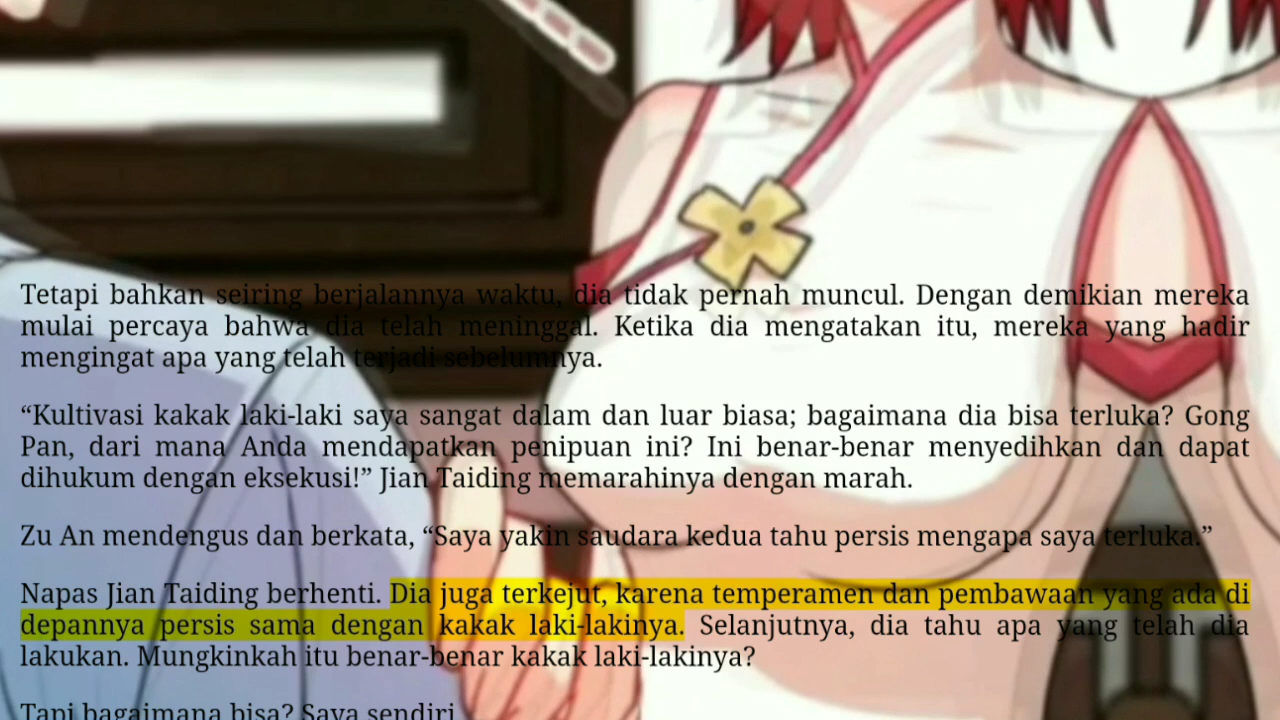 Tetapi bahkan seiring berjalannya waktu, dia tidak pernah muncul. Dengan demikian mereka
mulai percaya bahwa dia telah meninggal. Ketika dia mengatakan itu, mereka yang hadir
mengingat apa yang telah terjadi sebelumnya.
“Kultivasi kakak laki-laki saya sangat dalam dan luar biasa; bagaimana dia bisa terluka? Gong
Pan, dari mana Anda mendapatkan penipuan ini? Ini benar-benar menyedihkan dan dapat
dihukum dengan eksekusi!” Jian Taiding memarahinya dengan marah.
Zu An mendengus dan berkata, “Saya yakin saudara kedua tahu persis mengapa saya terluka.”
Napas Jian Taiding berhenti. Dia juga terkejut, karena temperamen dan pembawaan yang ada di
depannya persis sama dengan kakak laki-lakinya. Selanjutnya, dia tahu apa yang telah dia
lakukan. Mungkinkah itu benar-benar kakak laki-lakinya?
Tapi bagaimana bisa? Saya sendiri